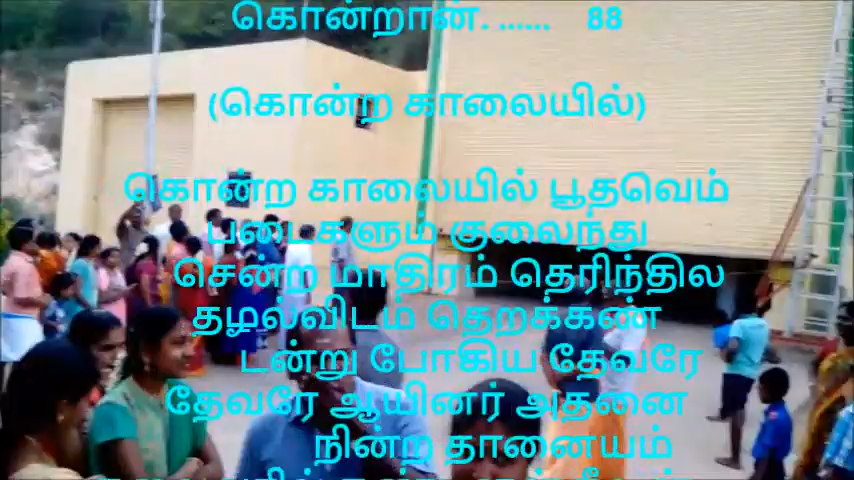 கொன்றான். ...... 88
(கொன்ற காலையில்)
கொன்ற காலையில் பூதவெம்
படைகளும் குலைந்து
சென்ற மாதிரம் தெரிந்தில
தழல்விடம் தெறக்கண்
டன்று போகிய தேவரே
தேவரே ஆயினர் அதனை
நின்ற தானையம்